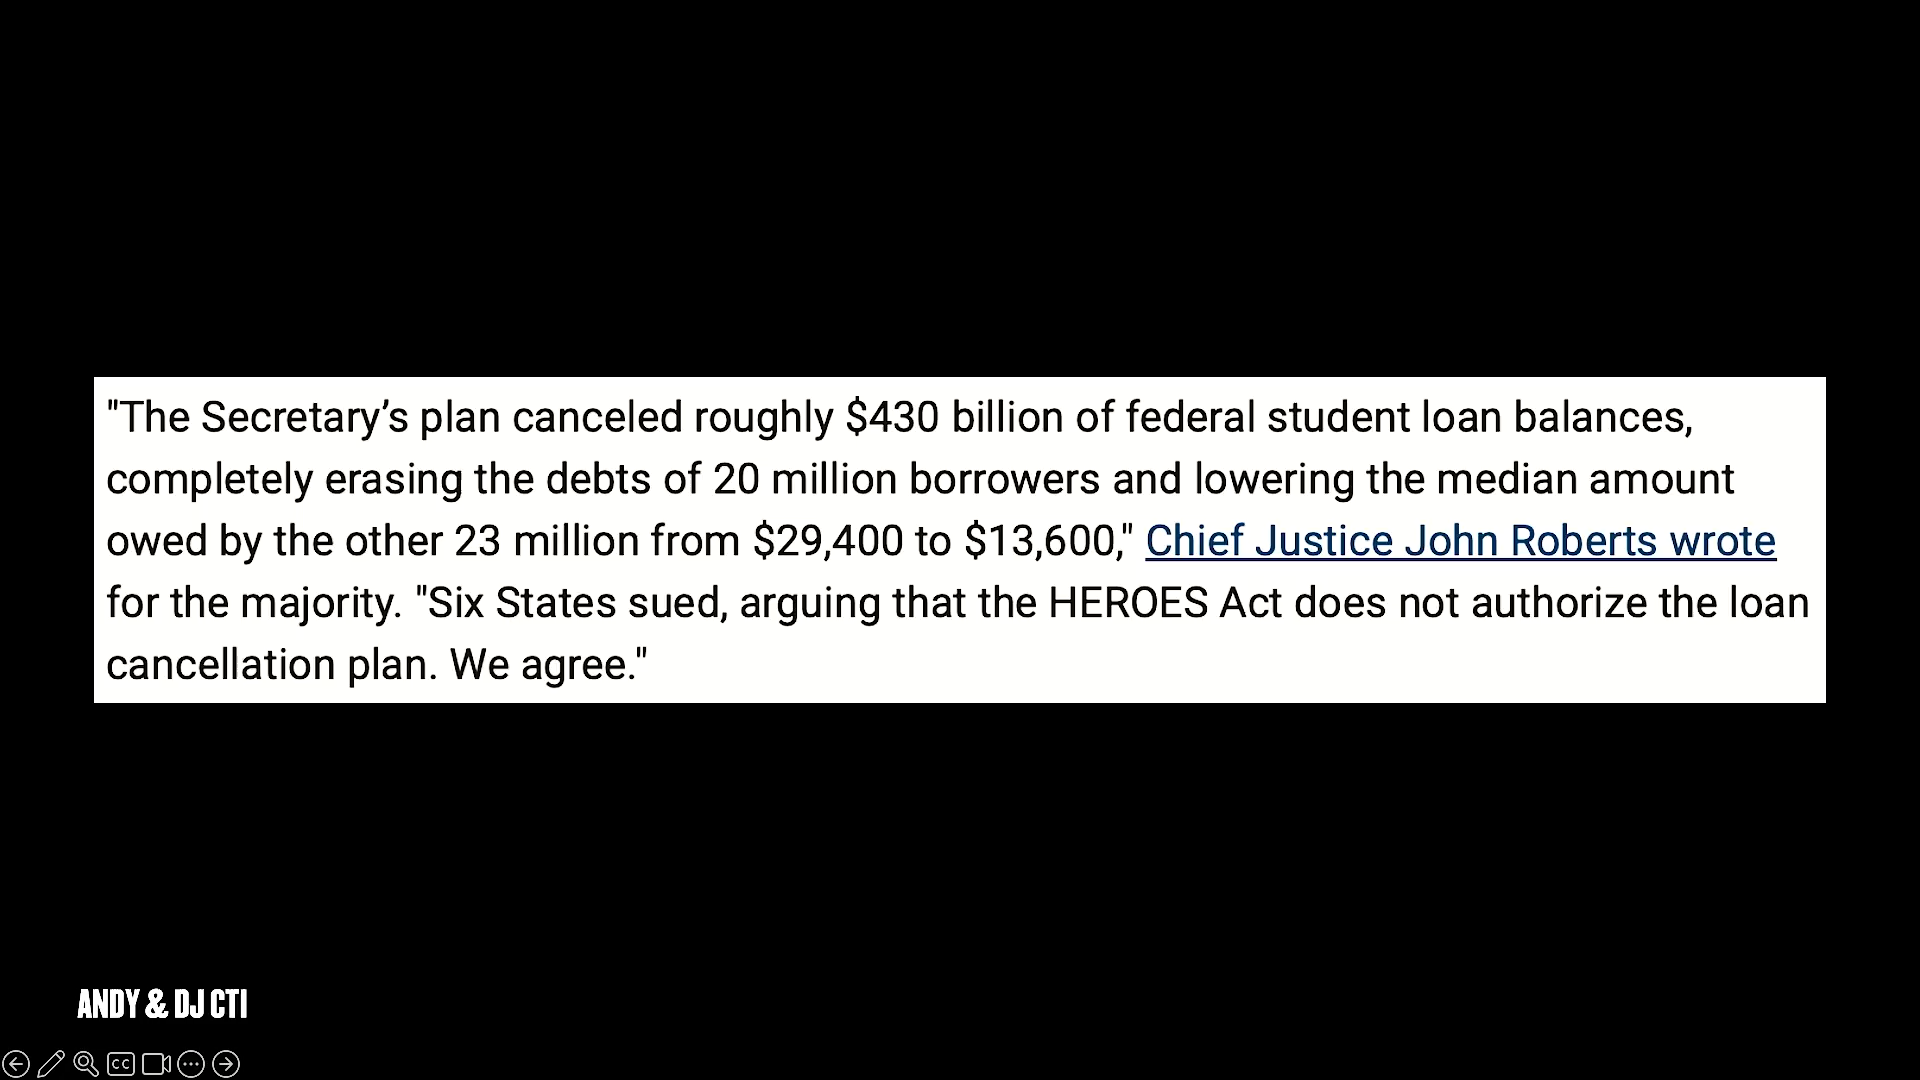 "The Secretary’s plan canceled roughly $430 billion of federal student loan balances,
completely erasing the debts of 20 million borrowers and lowering the median amount
owed by the other 23 million from $29,400 to $13,600," Chief Justice John Roberts wrote
for the majority. "Six States sued, arguing that the HEROES Act does not authorize the loan
cancellation plan. We agree."
ANDY & DJ CTI
CC